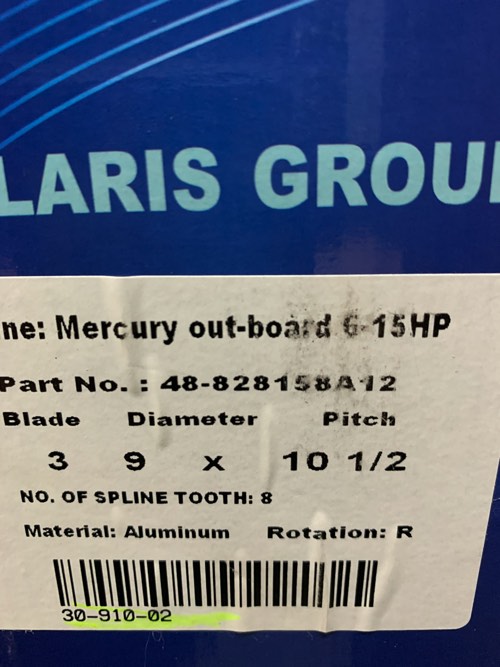 LARIS GROU
ne: Mercury out-board 6-15HP
Part No. : 48-828158A12
Blade Diameter Pitch
3 9 x 10 1/2
NO. OF SPLINE TOOTH: 8
Material: Aluminum Rotation: R
30-910-02